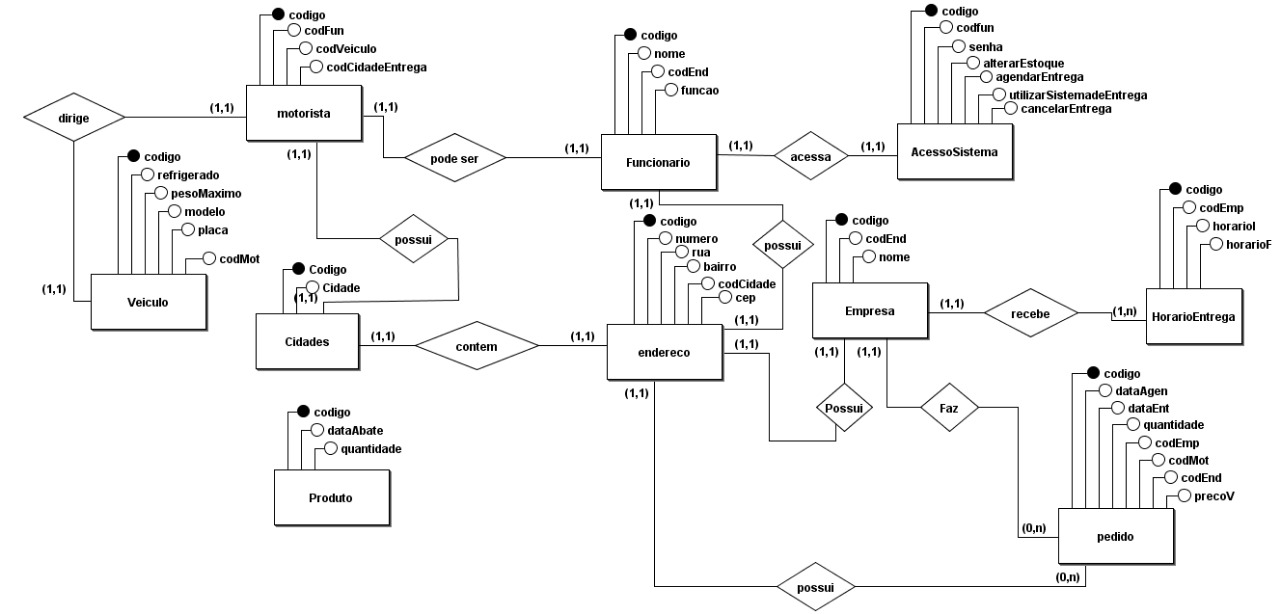 codigo
codFun
codVeiculo
codCidadeEntrega
motorista
(1,1)
(1,1)
(1,1)
dirige
codigo
refrigerado
pesoMaximo
modelo
placa
codMot
Veiculo
(1,1)
pode ser
(1,1)
codigo
nome
codEnd
funcao
Funcionario
(1,1)
(1,1)
acessa
(1,1)
codigo
codfun
senha
alterarEstoque
agendarEntrega
utilizarSistemadeEntrega
cancelarEntrega
AcessoSistema
possui
Codigo
Cidade
(1,1)
Cidades
(1,1)
contem
(1,1)
codigo
numero
rua
bairro
codCidade
cep
endereco
(1,1)
(1,1)
(1,1)
possui
codigo
codEnd
nome
Empresa
(1,1)
(1,1)
(1,1)
recebe
(1,n)
codigo
codEmp
horarioI
horarioF
HorarioEntrega
Possui
Faz
codigo
dataAbate
quantidade
Produto
codigo
dataAgen
dataEnt
quantidade
codEmp
codMot
codEnd
precoV
pedido
(0,n)
(0,n)
possui